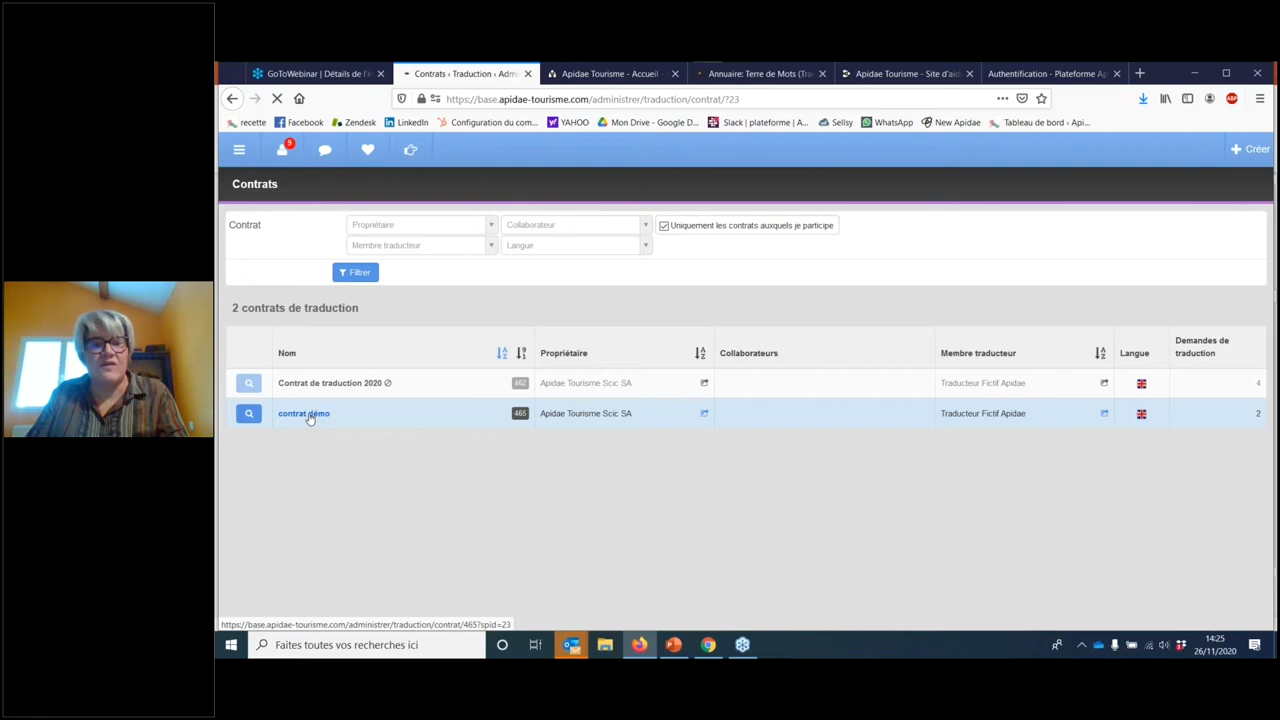 GoToWebinar | Détails de l'é
Contrats ‹ Traduction ‹ Adm
Apidae Tourisme - Accueil -
Annuaire: Terre de Mots (Tra
Apidae Tourisme - Site d'aid
Authentification - Plateforme Ap
https://base.apidae-tourisme.com/administrer/traduction/contrat/?23
ABP
recette
Facebook
Zendesk
LinkedIn
Configuration du com...
YAHOO
Mon Drive - Google D...
Slack | plateforme | A...
Sellsy
WhatsApp
New Apidae
Tableau de bord ‹ Api...
9
Créer
Contrats
Contrat
Propriétaire
Collaborateur
Uniquement les contrats auxquels je participe
Membre traducteur
Langue
Filtrer
2 contrats de traduction
Nom
Propriétaire
Collaborateurs
Membre traducteur
Langue
Demandes de
traduction
Contrat de traduction 2020
462
Apidae Tourisme Scic SA
Traducteur Fictif Apidae
4
contrat démo
465
Apidae Tourisme Scic SA
Traducteur Fictif Apidae
2
https://base.apidae-tourisme.com/administrer/traduction/contrat/465?spid=23
Faites toutes vos recherches ici
14:25
26/11/2020